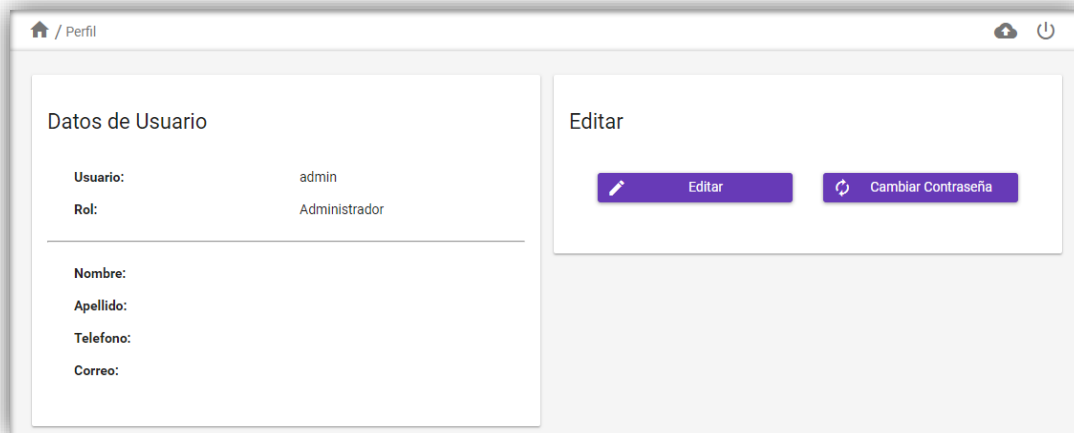 / Perfil
Datos de Usuario
Usuario: admin
Rol: Administrador
Nombre:
Apellido:
Telefono:
Correo:
Editar
Editar
Cambiar Contraseña